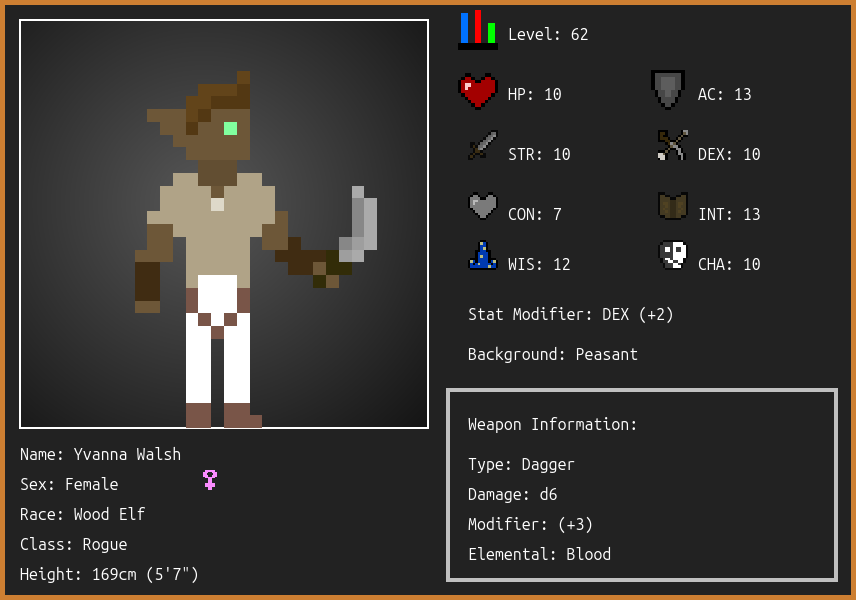 Level: 62
HP: 10
AC: 13
STR: 10
DEX: 10
CON: 7
INT: 13
WIS: 12
CHA: 10
Stat Modifier: DEX (+2)
Background: Peasant
Weapon Information:
Type: Dagger
Damage: d6
Modifier: (+3)
Elemental: Blood
Name: Yvanna Walsh
Sex: Female
Race: Wood Elf
Class: Rogue
Height: 169cm (5'7")